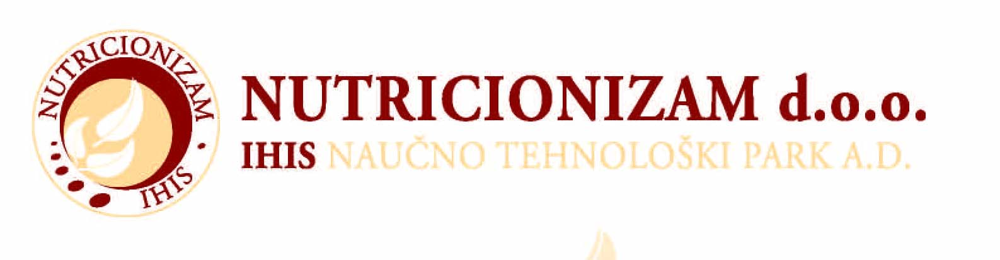 NUTRICIONIZAM
IHIS
NUTRICIONIZAM d.o.o.
IHIS NAUČNO TEHNOLOŠKI PARK A.D.